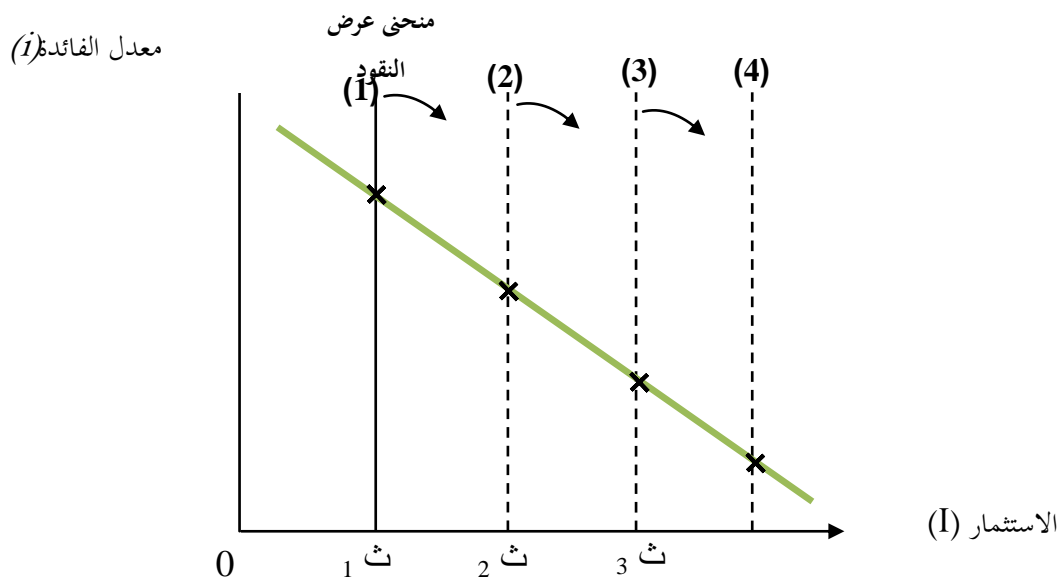 منحنى عرض
النقود
معدل الفائدة(i)
(1)
(2)
(3)
(4)
الاستثمار (I)
0
ث 1
ث 2
ث 3